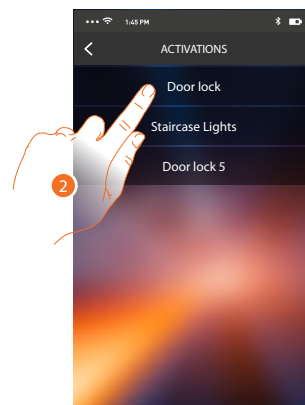 1:45 PM
ACTIVATIONS
Door lock
Staircase Lights
Door lock 5
2